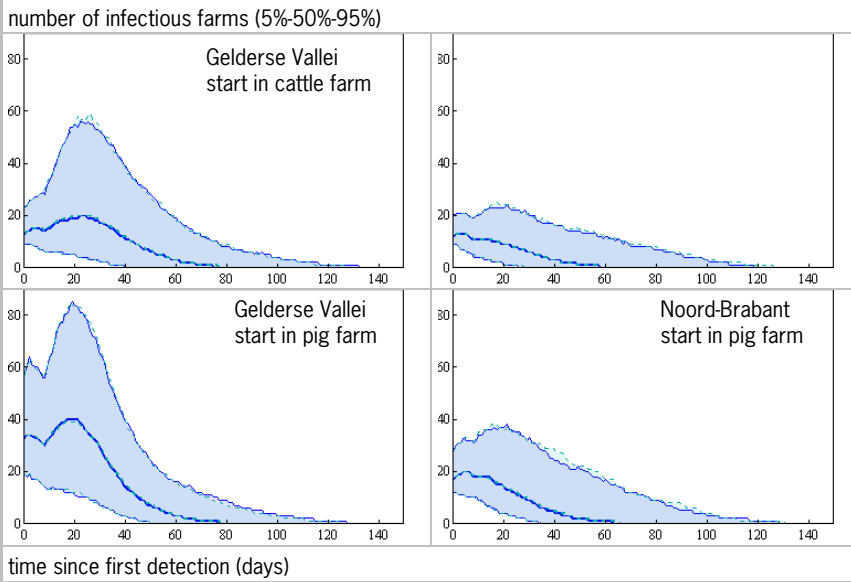 number of infectious farms (5%-50%-95%)
Gelderse Vallei
start in cattle farm
80
60
40
20
0
0 20 40 60 80 100 120 140
80
60
40
20
0
0 20 40 60 80 100 120 140
Gelderse Vallei
start in pig farm
80
60
40
20
0
0 20 40 60 80 100 120 140
Noord-Brabant
start in pig farm
80
60
40
20
0
0 20 40 60 80 100 120 140
time since first detection (days)